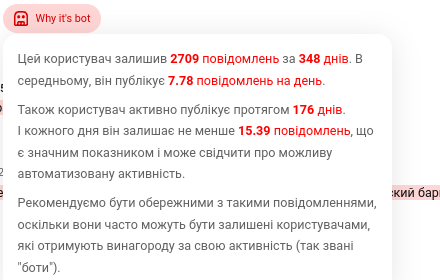 Why it's bot
Цей користувач залишив 2709 повідомлень за 348 днів. В
середньому, він публікує 7.78 повідомлень на день.
Також користувач активно публікує протягом 176 днів.
І кожного дня він залишає не менше 15.39 повідомлень, що
є значним показником і може свідчити про можливу
автоматизовану активність.
ский бар
Рекомендуємо бути обережними з такими повідомленнями,
оскільки вони часто можуть бути залишені користувачами,
які отримують винагороду за свою активність (так звані
"боти").